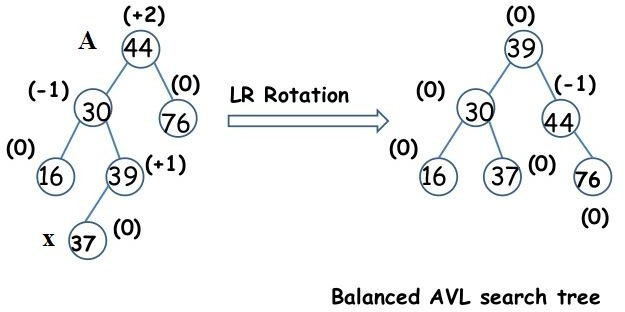 (+2) (0)
A 44 39
(-1) (0) LR Rotation (0) (-1)
30 76 30 44
(0) (+1) (0) (0)
16 39 16 37 76
x 37 (0) (0)
Balanced AVL search tree